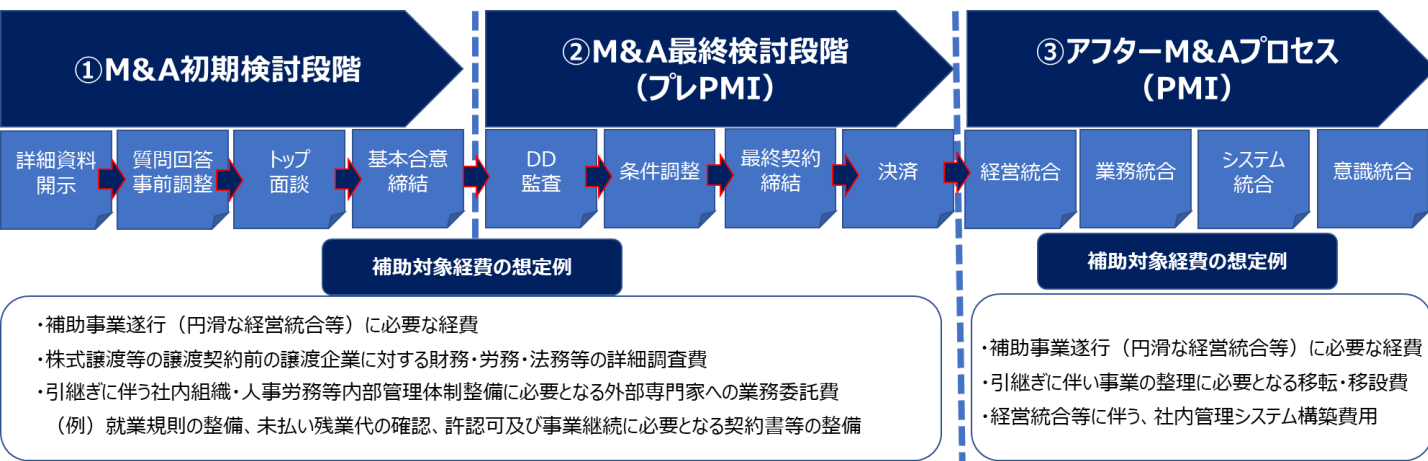 ①M&A初期検討段階
②M&A最終検討段階
（プレPMI）
③アフターM&Aプロセス
（PMI）
詳細資料
開示
質問回答
事前調整
トップ
面談
基本合意
締結
DD
監査
条件調整
最終契約
締結
決済
経営統合
業務統合
システム
統合
意識統合
補助対象経費の想定例
・補助事業遂行（円滑な経営統合等）に必要な経費
・株式譲渡等の譲渡契約前の譲渡企業に対する財務・労務・法務等の詳細調査費
・引継ぎに伴う社内組織・人事労務等内部管理体制整備に必要となる外部専門家への業務委託費
（例）就業規則の整備、未払い残業代の確認、許認可及び事業継続に必要となる契約書等の整備
補助対象経費の想定例
・補助事業遂行（円滑な経営統合等）に必要な経費
・引継ぎに伴い事業の整理に必要となる移転・移設費
・経営統合等に伴う、社内管理システム構築費用